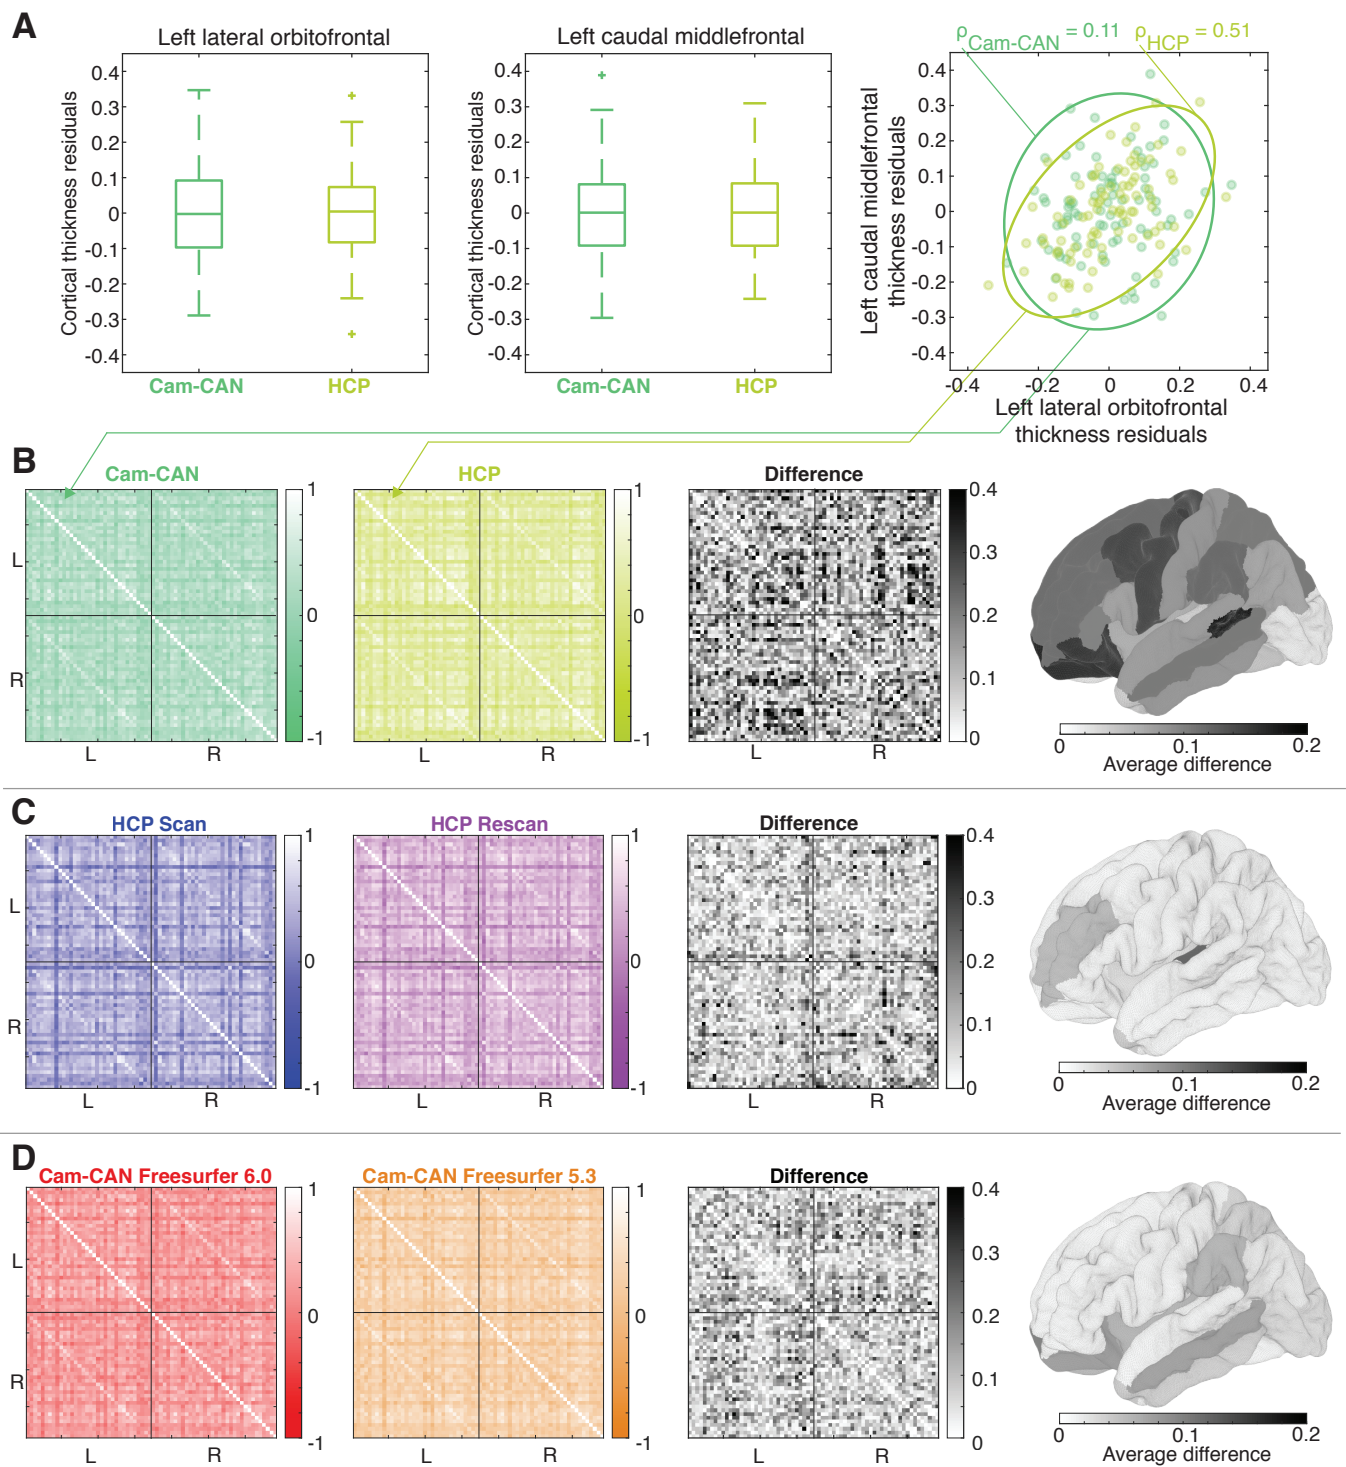 A
Left lateral orbitofrontal
Cortical thickness residuals
0.4
0.3
0.2
0.1
0
-0.1
-0.2
-0.3
-0.4
Cam-CAN
HCP
Left caudal middlefrontal
Cortical thickness residuals
0.4
0.3
0.2
0.1
0
-0.1
-0.2
-0.3
-0.4
Cam-CAN
HCP
ρCam-CAN = 0.11
ρHCP = 0.51
Left caudal middlefrontal
thickness residuals
0.4
0.3
0.2
0.1
0
-0.1
-0.2
-0.3
-0.4
-0.4 -0.2 0 0.2 0.4
Left lateral orbitofrontal
thickness residuals
B
Cam-CAN
L
R
L R
1
0
-1
HCP
L R
1
0
-1
Difference
L R
0.4
0.3
0.2
0.1
0
0 0.1 0.2
Average difference
C
HCP Scan
L
R
L R
1
0
-1
HCP Rescan
L R
1
0
-1
Difference
L R
0.4
0.3
0.2
0.1
0
0 0.1 0.2
Average difference
D
Cam-CAN Freesurfer 6.0
L
R
L R
1
0
-1
Cam-CAN Freesurfer 5.3
L R
1
0
-1
Difference
L R
0.4
0.3
0.2
0.1
0
0 0.1 0.2
Average difference